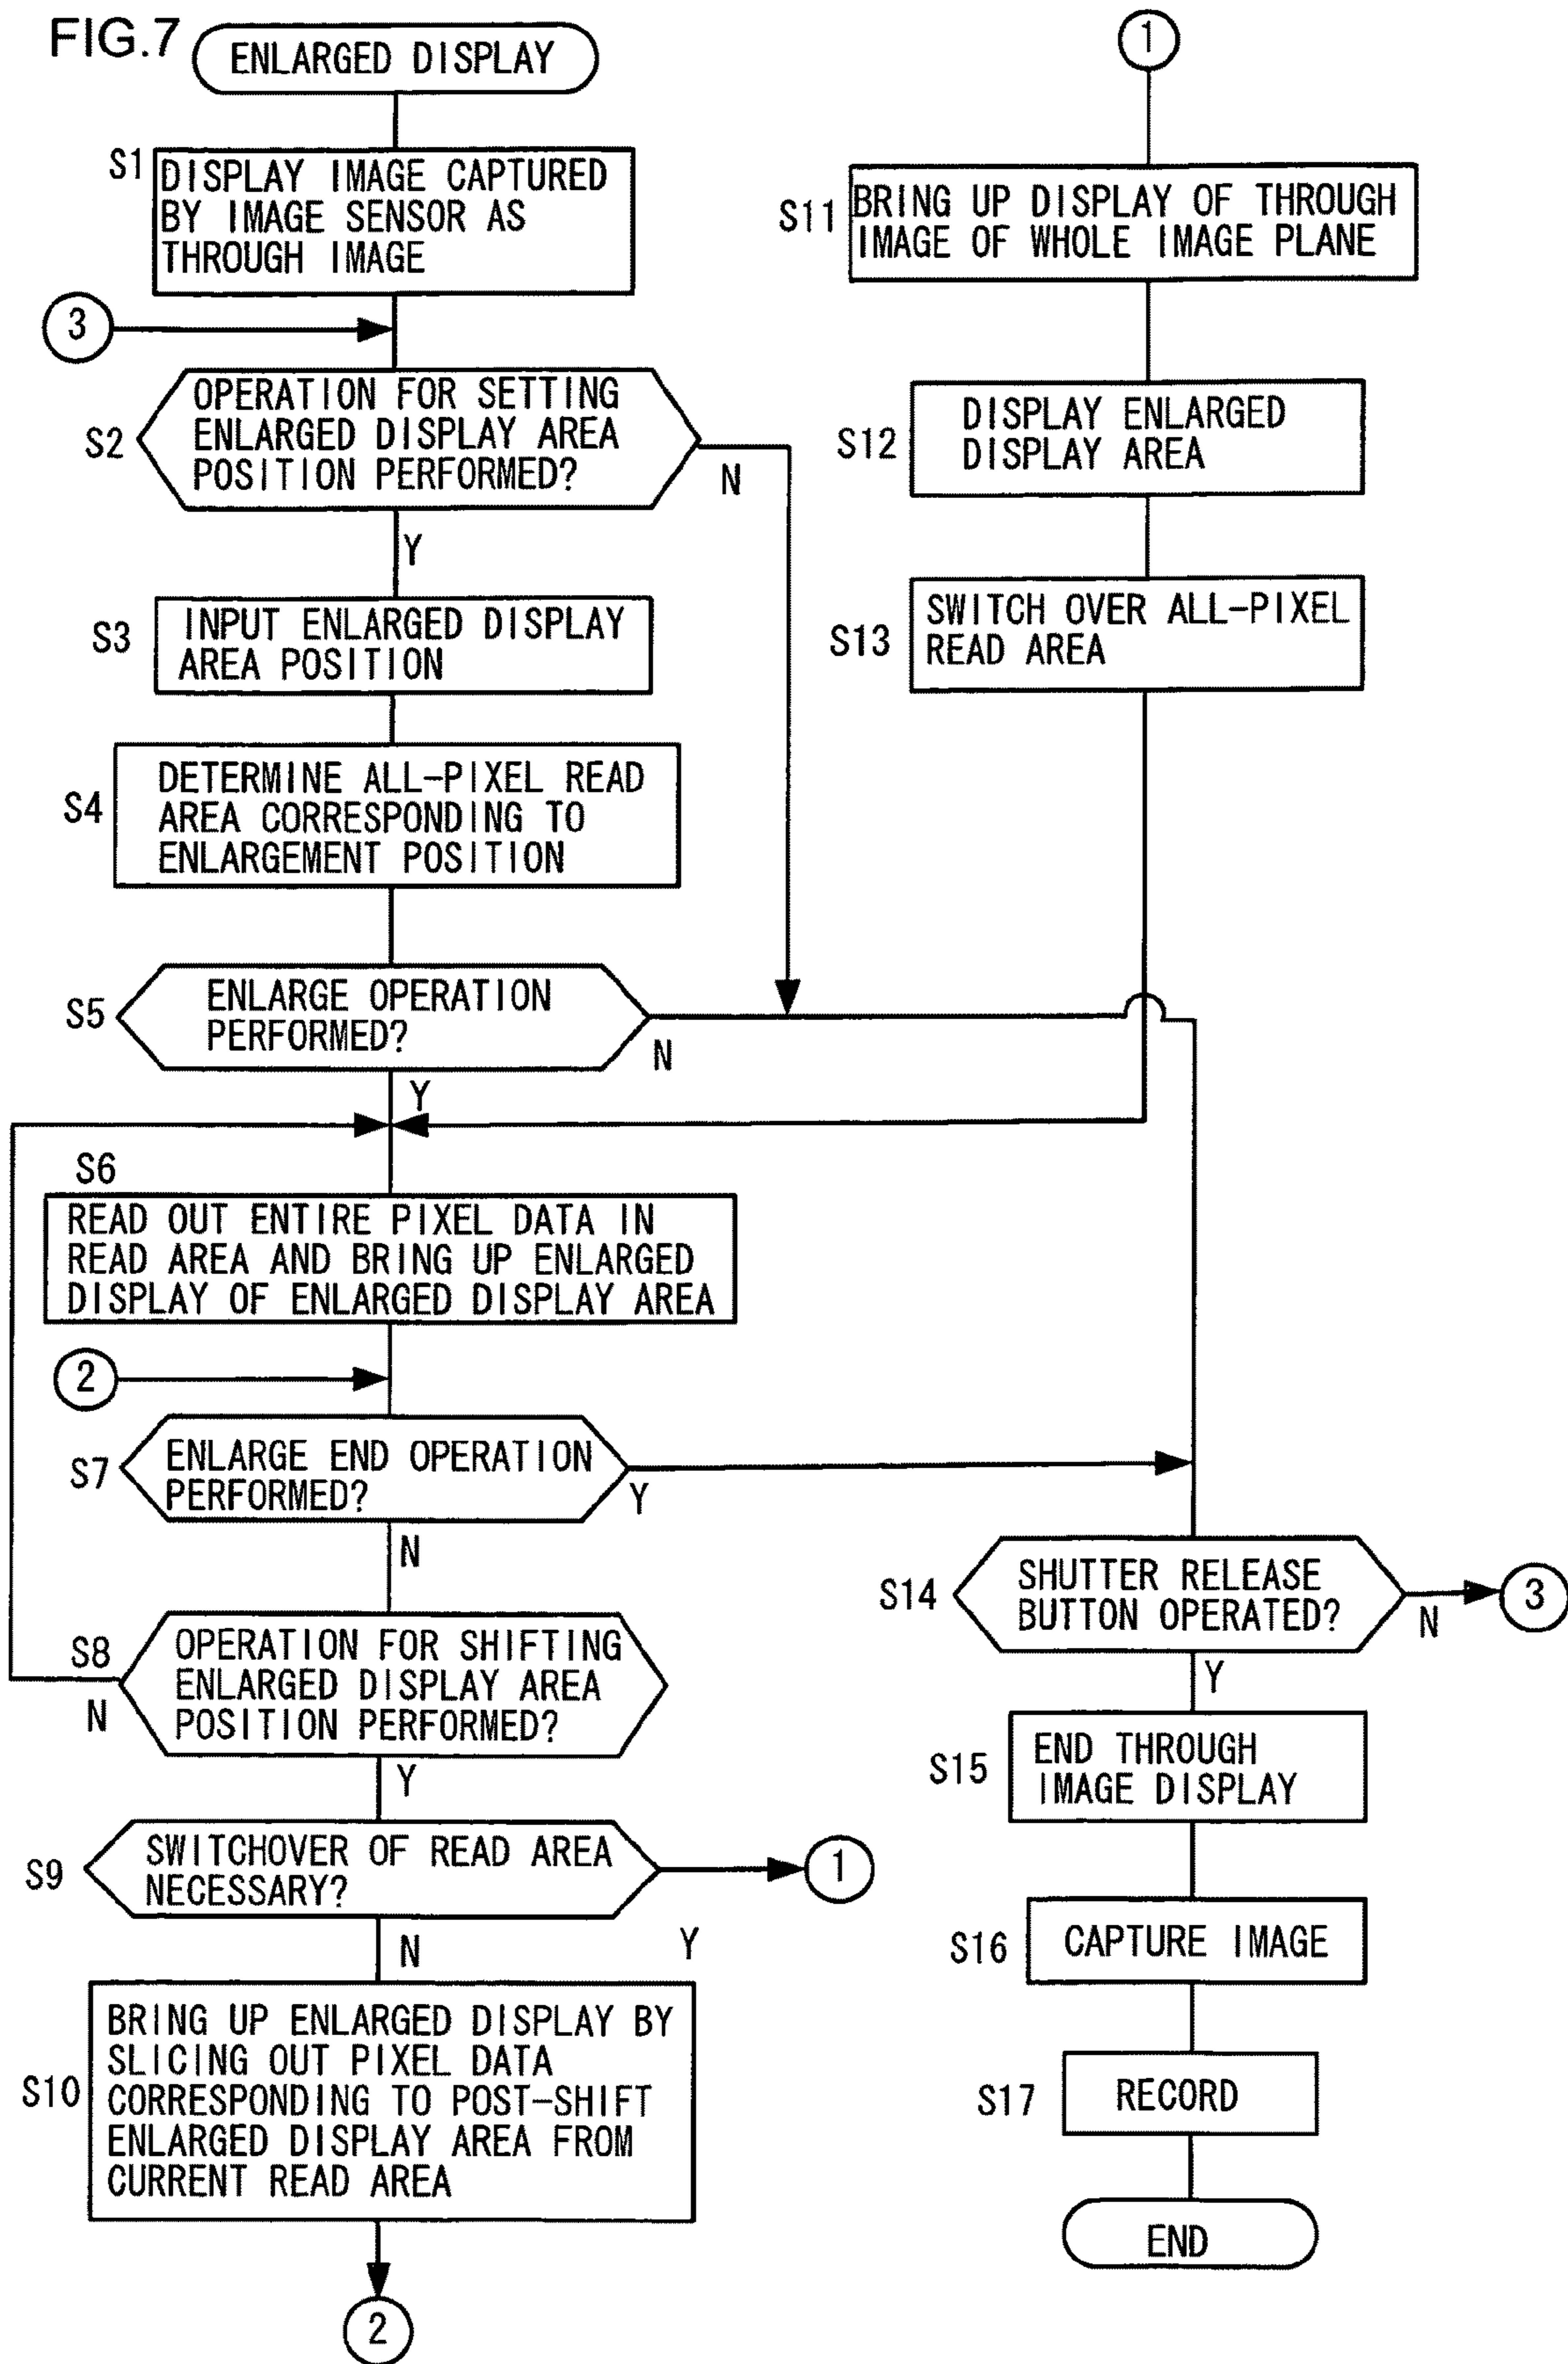 FIG.7
ENLARGED DISPLAY
S1
DISPLAY IMAGE CAPTURED
BY IMAGE SENSOR AS
THROUGH IMAGE
3
S2
OPERATION FOR SETTING
ENLARGED DISPLAY AREA
POSITION PERFORMED?
N
Y
S3
INPUT ENLARGED DISPLAY
AREA POSITION
S4
DETERMINE ALL-PIXEL READ
AREA CORRESPONDING TO
ENLARGEMENT POSITION
S5
ENLARGE OPERATION
PERFORMED?
N
Y
S6
READ OUT ENTIRE PIXEL DATA IN
READ AREA AND BRING UP ENLARGED
DISPLAY OF ENLARGED DISPLAY AREA
2
S7
ENLARGE END OPERATION
PERFORMED?
Y
N
S8
OPERATION FOR SHIFTING
ENLARGED DISPLAY AREA
POSITION PERFORMED?
N
Y
S9
SWITCHOVER OF READ AREA
NECESSARY?
1
N
Y
S10
BRING UP ENLARGED DISPLAY BY
SLICING OUT PIXEL DATA
CORRESPONDING TO POST-SHIFT
ENLARGED DISPLAY AREA FROM
CURRENT READ AREA
2
1
S11
BRING UP DISPLAY OF THROUGH
IMAGE OF WHOLE IMAGE PLANE
S12
DISPLAY ENLARGED
DISPLAY AREA
S13
SWITCH OVER ALL-PIXEL
READ AREA
S14
SHUTTER RELEASE
BUTTON OPERATED?
N
3
Y
S15
END THROUGH
IMAGE DISPLAY
S16
CAPTURE IMAGE
S17
RECORD
END